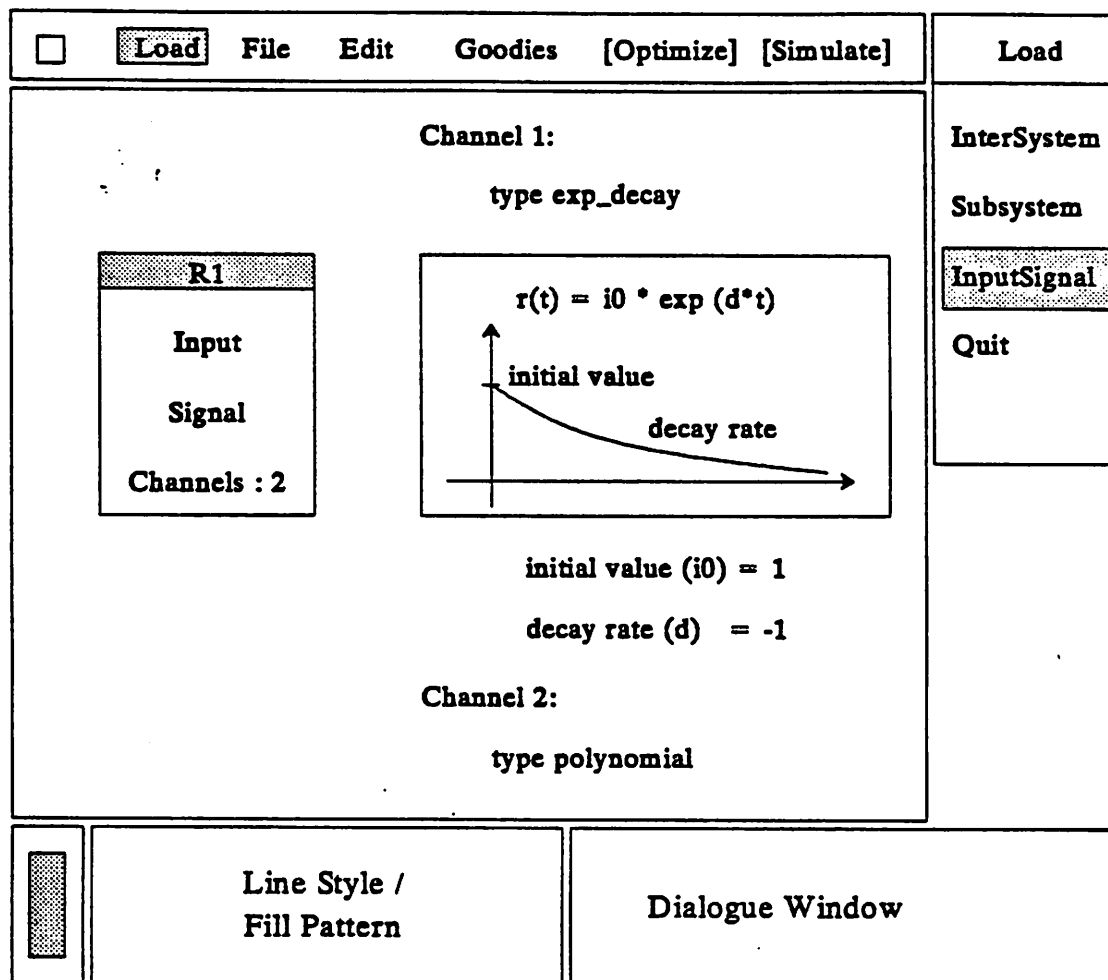 Load File Edit Goodies [Optimize] [Simulate]
Load
InterSystem
Subsystem
InputSignal
Quit
Channel 1:
type exp_decay
R1
Input
Signal
Channels : 2
r(t) = i0 * exp (d*t)
initial value
decay rate
initial value (i0) = 1
decay rate (d) = -1
Channel 2:
type polynomial
Line Style /
Fill Pattern
Dialogue Window